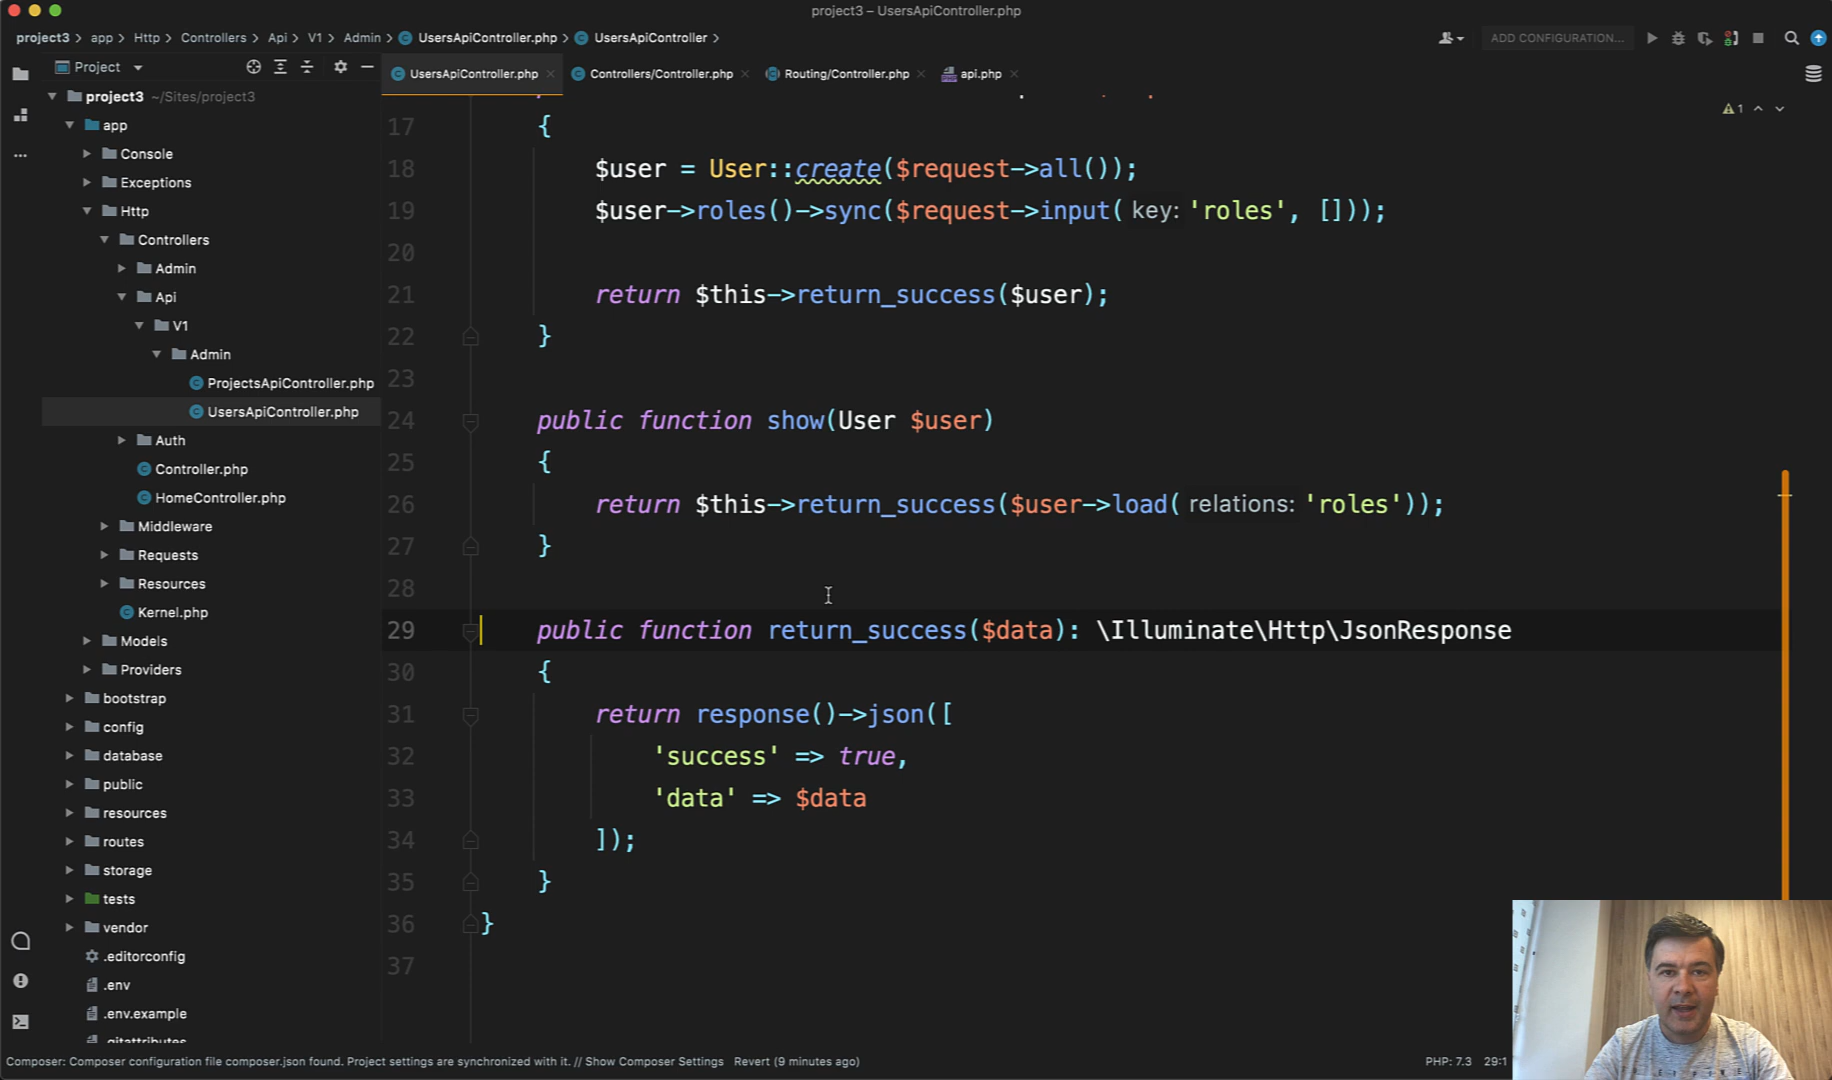 project3 – UsersApiController.php
project3 > app > Http > Controllers > Api > V1 > Admin > UsersApiController.php > UsersApiController >
ADD CONFIGURATION...
Project
UsersApiController.php
Controllers/Controller.php
Routing/Controller.php
api.php
project3 ~/Sites/project3
app
Console
Exceptions
Http
Controllers
Admin
Api
V1
Admin
ProjectsApiController.php
UsersApiController.php
Auth
Controller.php
HomeController.php
Middleware
Requests
Resources
Kernel.php
Models
Providers
bootstrap
config
database
public
resources
routes
storage
tests
vendor
.editorconfig
.env
.env.example
.gitattributes
1
17 {
18 $user = User::create($request->all());
19 $user->roles()->sync($request->input( key: 'roles', []));
20
21 return $this->return_success($user);
22 }
23
24 public function show(User $user)
25 {
26 return $this->return_success($user->load( relations: 'roles'));
27 }
28
29 public function return_success($data): \Illuminate\Http\JsonResponse
30 {
31 return response()->json([
32 'success' => true,
33 'data' => $data
34 ]);
35 }
36 }
37
Composer: Composer configuration file composer.json found. Project settings are synchronized with it. // Show Composer Settings Revert (9 minutes ago)
PHP: 7.3 29:1